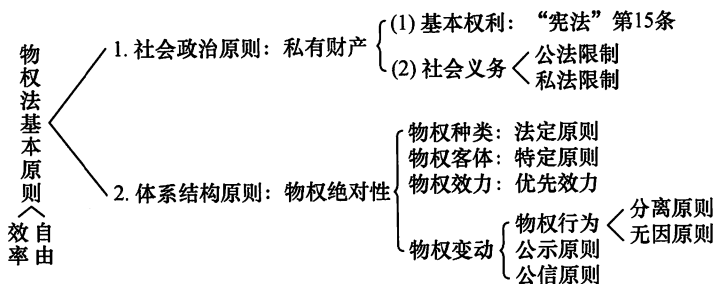 物权法基本原则
效率
自由
1. 社会政治原则：私有财产
(1) 基本权利：“宪法”第15条
(2) 社会义务
公法限制
私法限制
2. 体系结构原则：物权绝对性
物权种类：法定原则
物权客体：特定原则
物权效力：优先效力
物权变动
物权行为
分离原则
无因原则
公示原则
公信原则